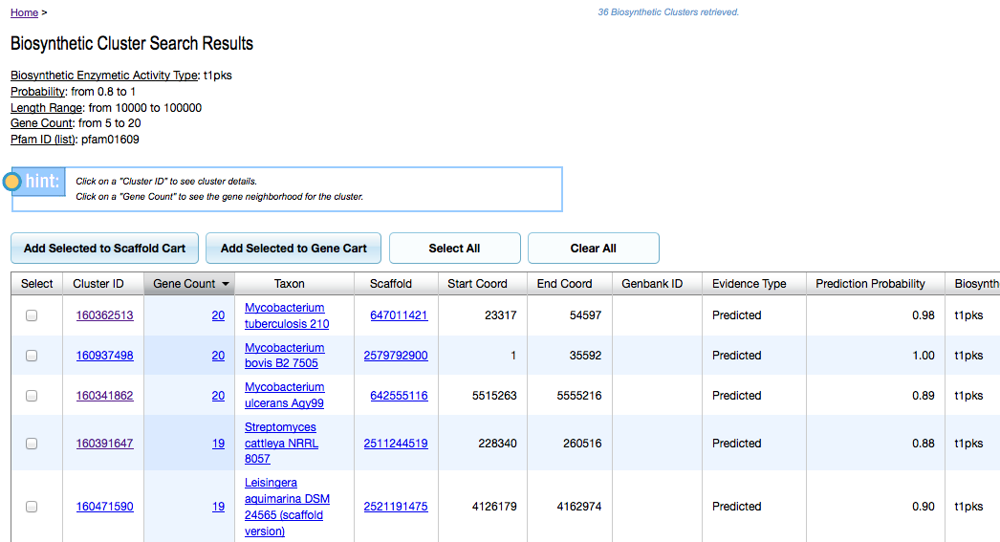 Home >
36 Biosynthetic Clusters retrieved.
Biosynthetic Cluster Search Results
Biosynthetic Enzymetic Activity Type: t1pks
Probability: from 0.8 to 1
Length Range: from 10000 to 100000
Gene Count: from 5 to 20
Pfam ID (list): pfam01609
hint:
Click on a "Cluster ID" to see cluster details.
Click on a "Gene Count" to see the gene neighborhood for the cluster.
Add Selected to Scaffold Cart Add Selected to Gene Cart Select All Clear All
Select Cluster ID Gene Count Taxon Scaffold Start Coord End Coord Genbank ID Evidence Type Prediction Probability Biosynth
160362513 20 Mycobacterium 647011421 23317 54597 Predicted 0.98 t1pks
tuberculosis 210
160937498 20 Mycobacterium 2579792900 1 35592 Predicted 1.00 t1pks
bovis B2 7505
160341862 20 Mycobacterium 642555116 5515263 5555216 Predicted 0.89 t1pks
ulcerans Agy99
Streptomyces
160391647 19 cattleya NRRL 2511244519 228340 260516 Predicted 0.88 t1pks
8057
Leisingera
aquimarina DSM
160471590 19 24565 (scaffold 2521191475 4126179 4162974 Predicted 0.90 t1pks
version)